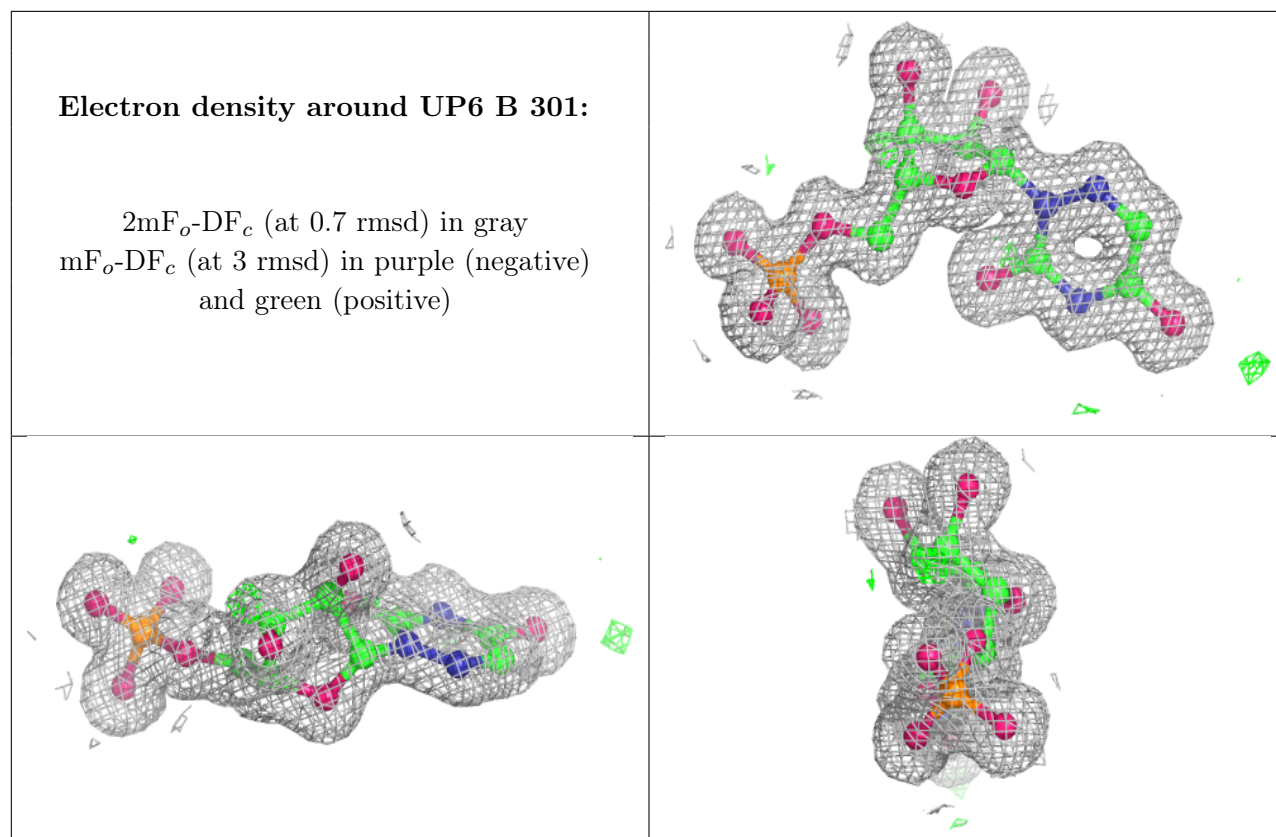 Electron density around UP6 B 301:
2mFo-DFc (at 0.7 rmsd) in gray
mFo-DFc (at 3 rmsd) in purple (negative)
and green (positive)